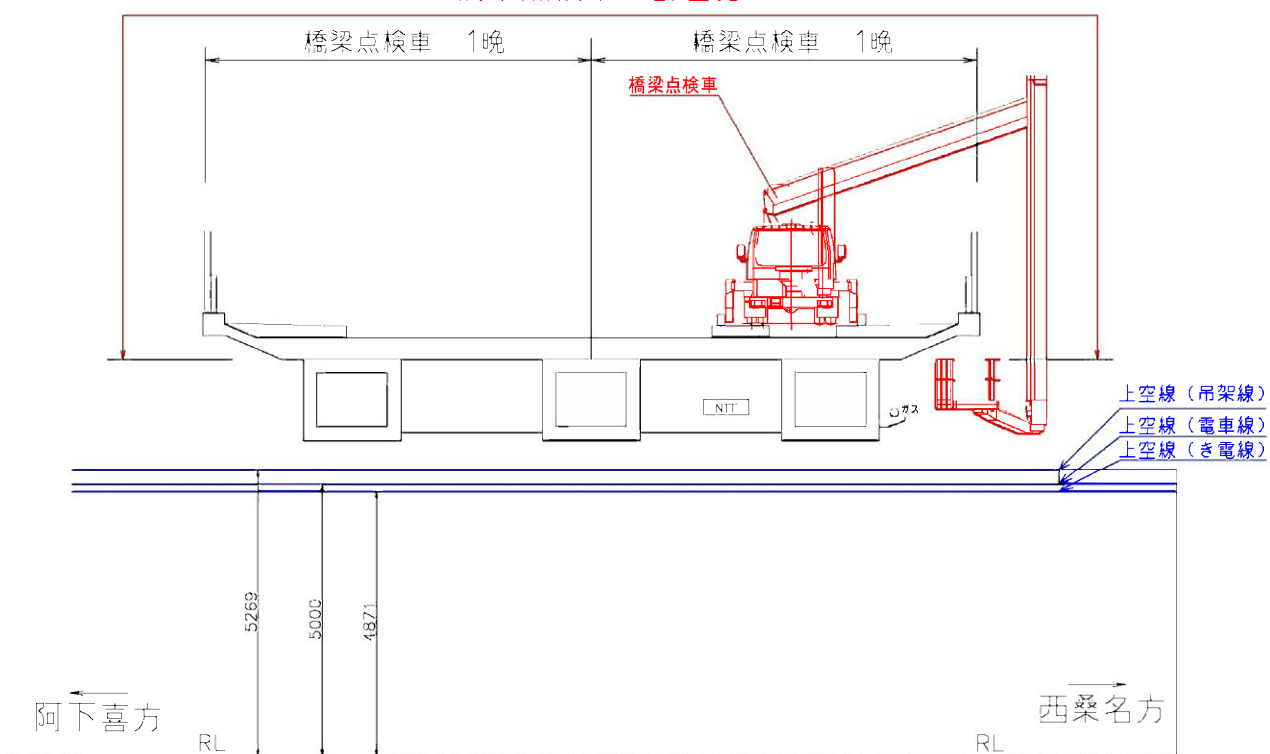 橋梁点検車 1晩
橋梁点検車 1晩
橋梁点検車
NTT
ガス
上空線（吊架線）
上空線（電車線）
上空線（き電線）
5269
5000
4871
阿下喜方
西桑名方
RL
RL